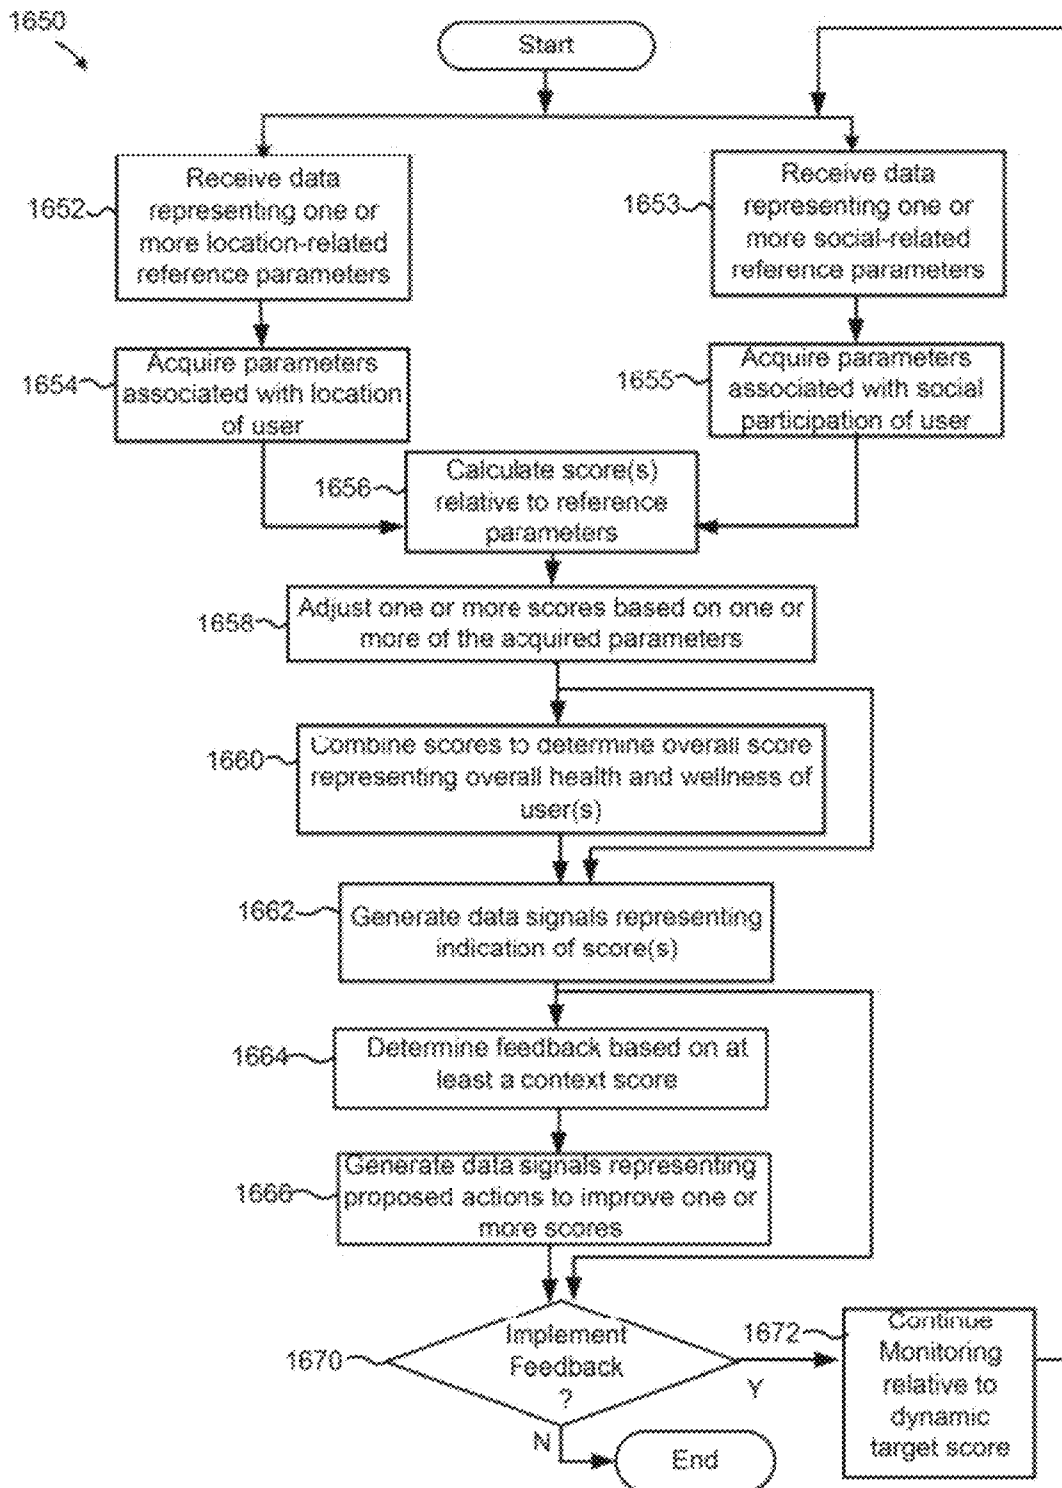 1650
Start
1652
Receive data
representing one or
more location-related
reference parameters
1653
Receive data
representing one or
more social-related
reference parameters
1654
Acquire parameters
associated with location
of user
1655
Acquire parameters
associated with social
participation of user
1656
Calculate score(s)
relative to reference
parameters
1658
Adjust one or more scores based on one or
more of the acquired parameters
1660
Combine scores to determine overall score
representing overall health and wellness of
user(s)
1662
Generate data signals representing
indication of score(s)
1664
Determine feedback based on at
least a context score
1666
Generate data signals representing
proposed actions to improve one or
more scores
1670
Implement
Feedback
?
Y
N
End
1672
Continue
Monitoring
relative to
dynamic
target score